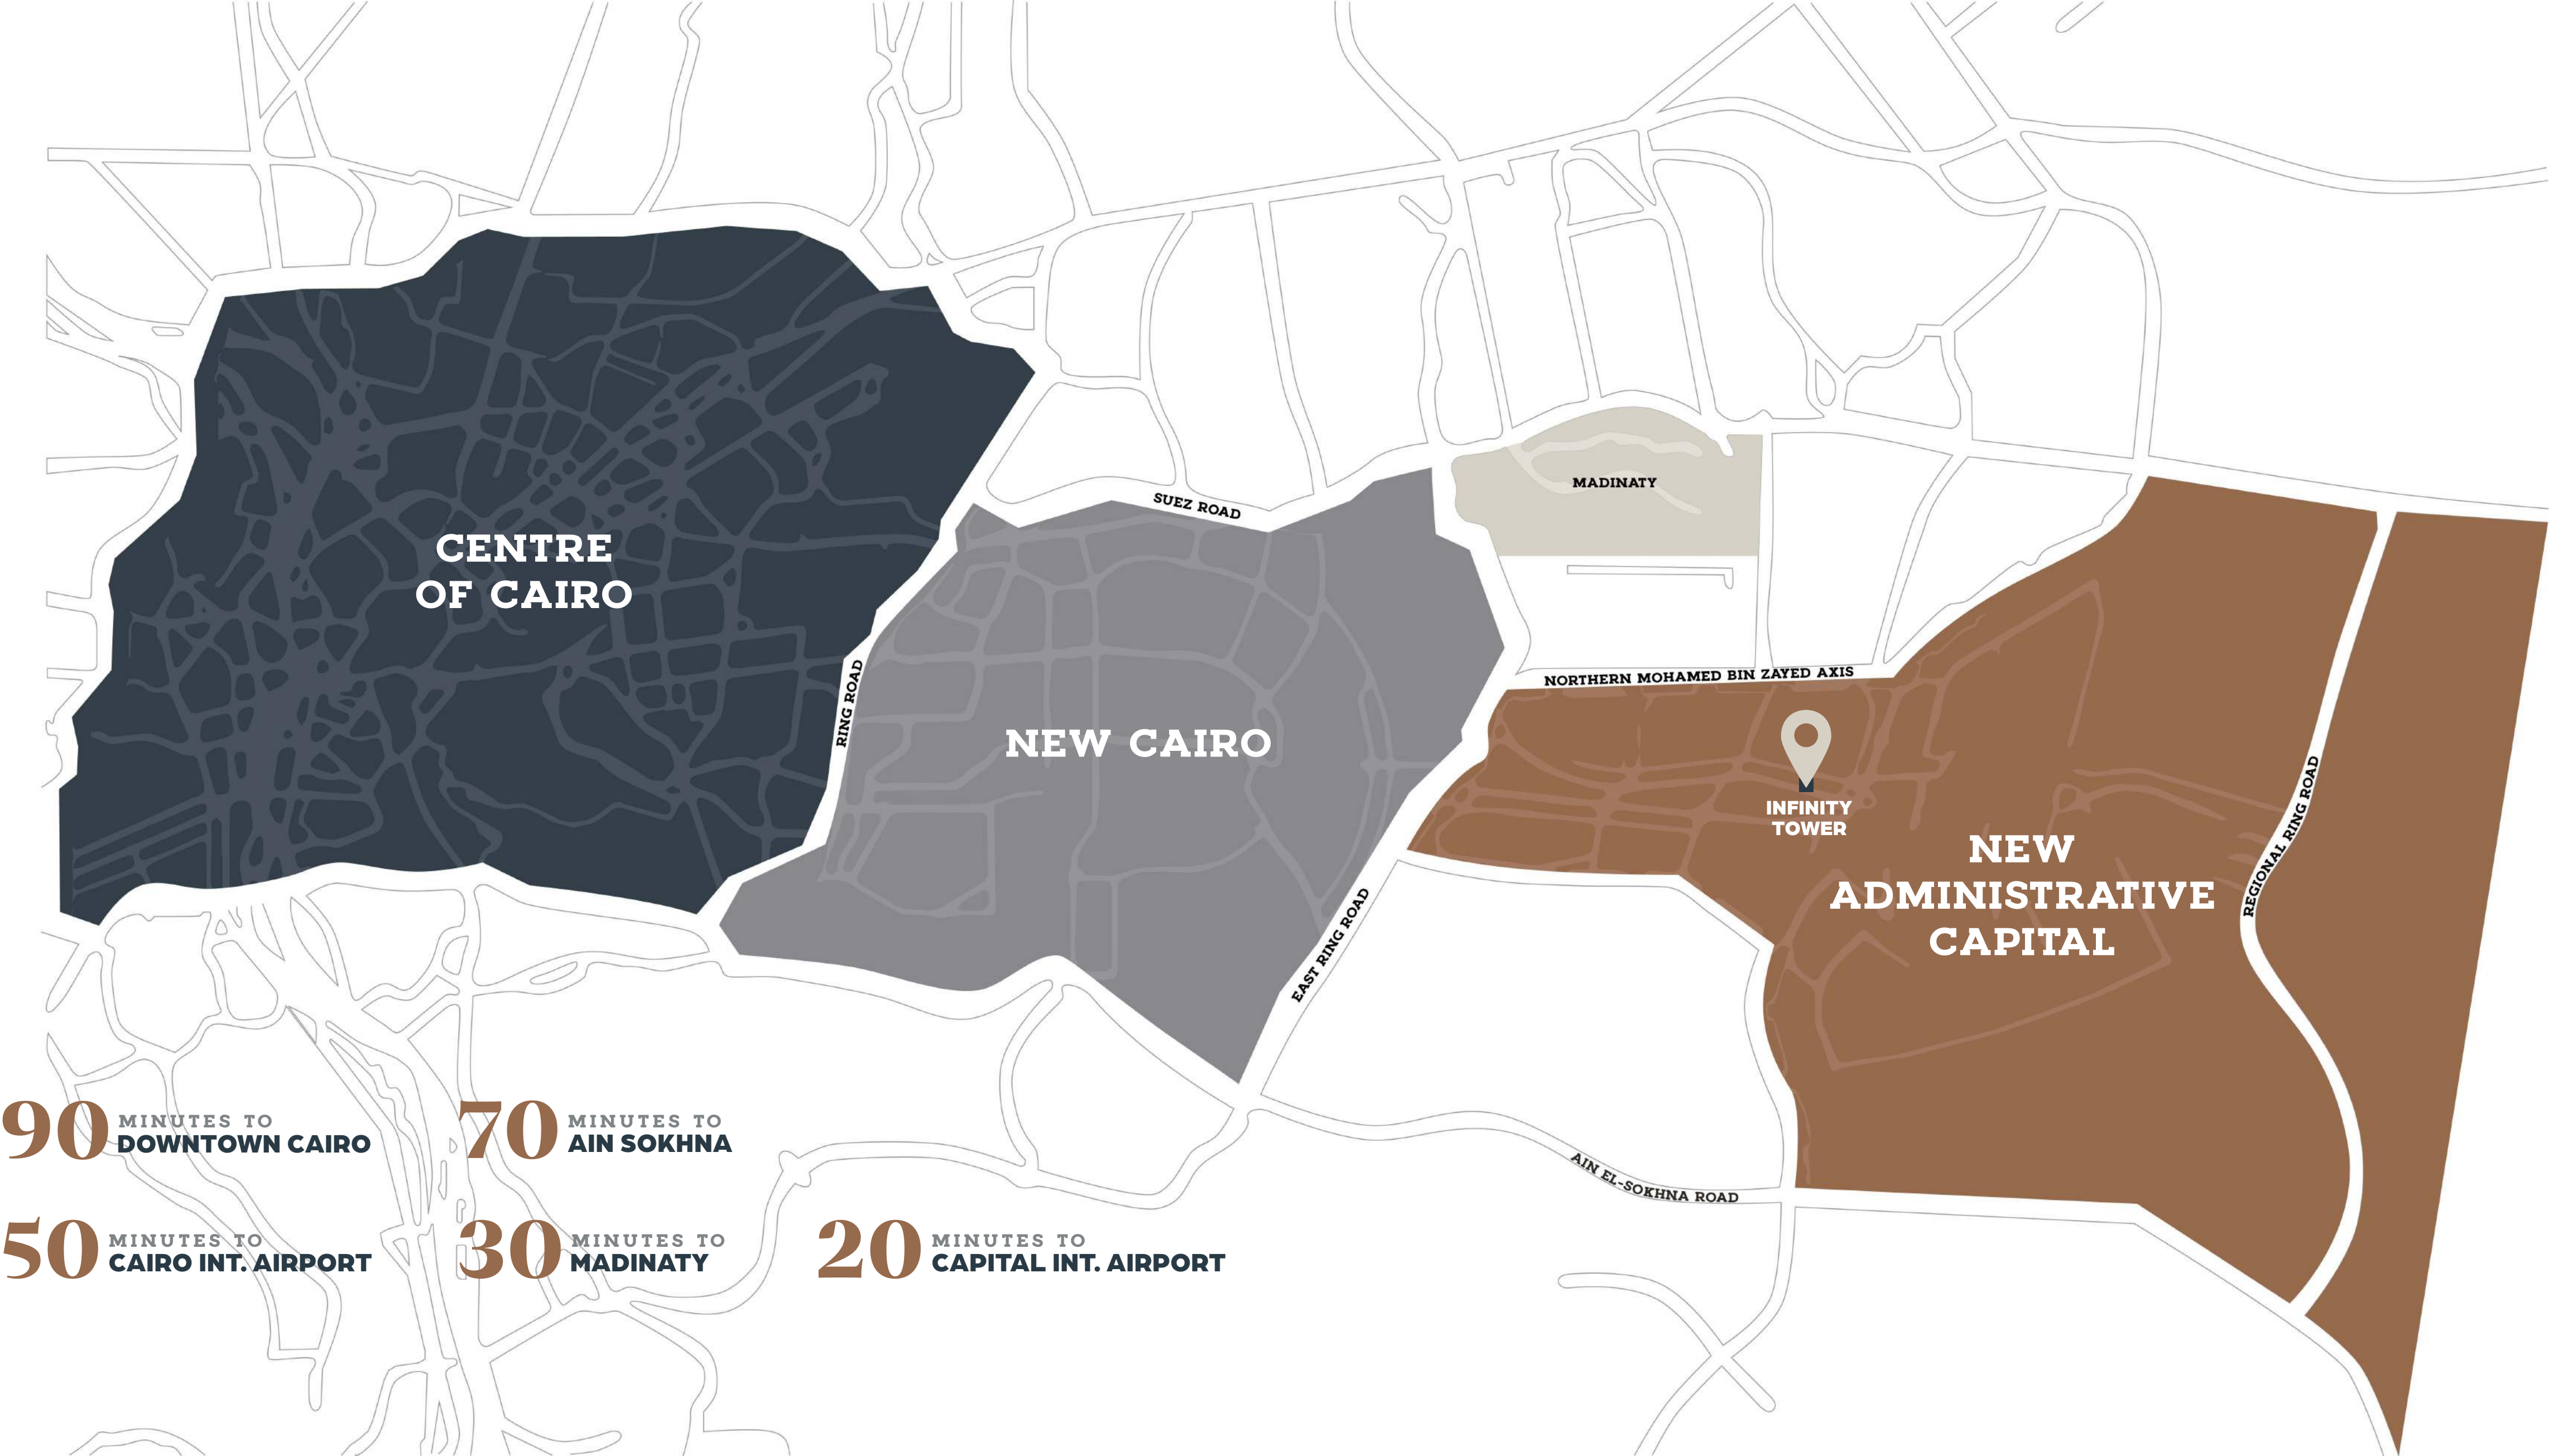 SUEZ ROAD
MADINATY
CENTRE
OF CAIRO
RING ROAD
NEW CAIRO
NORTHERN MOHAMED BIN ZAYED AXIS
INFINITY
TOWER
NEW
ADMINISTRATIVE
CAPITAL
REGIONAL RING ROAD
EAST RING ROAD
AIN EL-SOKHNA ROAD
90 MINUTES TO
DOWNTOWN CAIRO
70 MINUTES TO
AIN SOKHNA
50 MINUTES TO
CAIRO INT. AIRPORT
30 MINUTES TO
MADINATY
20 MINUTES TO
CAPITAL INT. AIRPORT